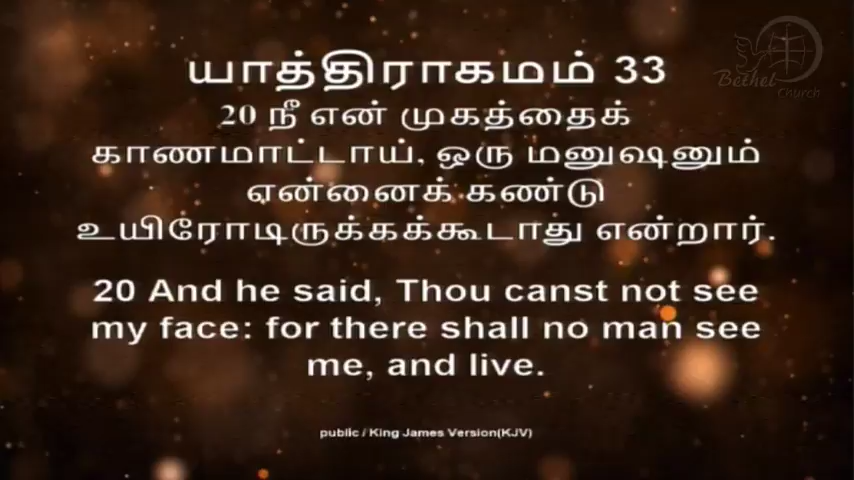 Bethel
Church
யாத்திராகமம் 33
20 நீ என் முகத்தைக்
காணமாட்டாய், ஒரு மனுஷனும்
என்னைக் கண்டு
உயிரோடிருக்கக்கூடாது என்றார்.
20 And he said, Thou canst not see
my face: for there shall no man see
me, and live.
public / King James Version(KJV)